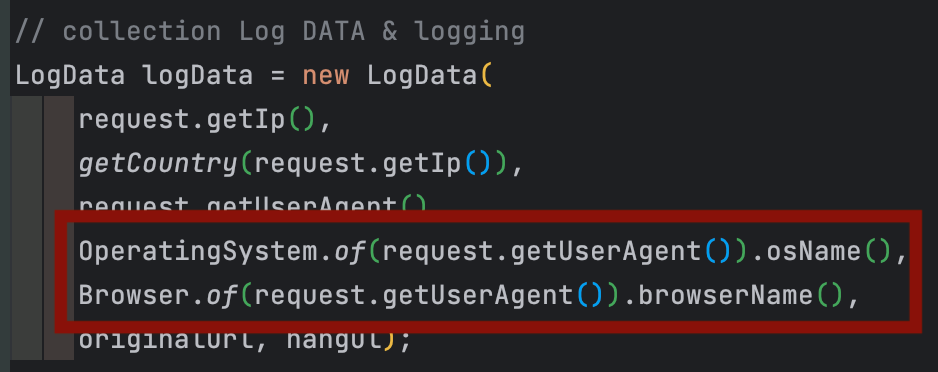 // collection Log DATA & logging
LogData logData = new LogData(
request.getIp(),
getCountry(request.getIp()),
request.getUserAgent()
OperatingSystem.of(request.getUserAgent()).osName(),
Browser.of(request.getUserAgent()).browserName(),
originalUrl, hangul);